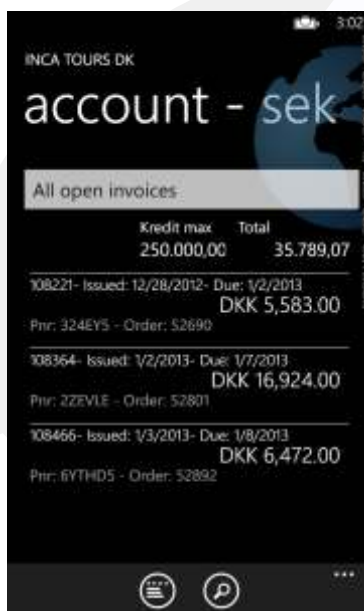 3:02
INCA TOURS DK
account - sek
All open invoices
Kredit max Total
250.000,00 35.789,07
108221- Issued: 12/28/2012- Due: 1/2/2013
DKK 5,583.00
Pnr: 324EYS - Order: 52690
108364- Issued: 1/2/2013- Due: 1/7/2013
DKK 16,924.00
Pnr: 2ZEVLE - Order: 52801
108466- Issued: 1/3/2013- Due: 1/8/2013
DKK 6,472.00
Pnr: 6YTHD5 - Order: 52892